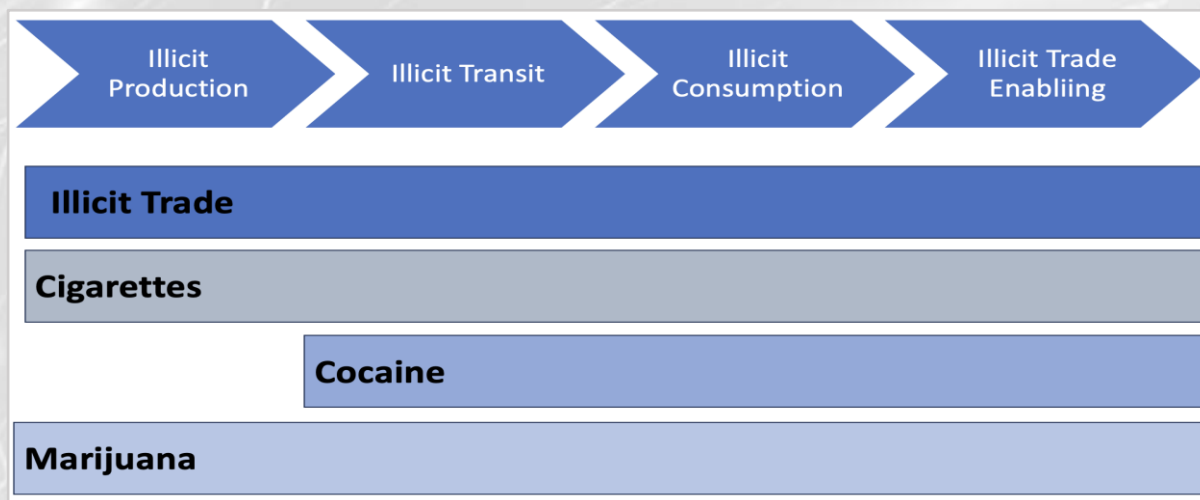 Illicit
Production
Illicit Transit
Illicit
Consumption
Illicit Trade
Enabliing
Illicit Trade
Cigarettes
Cocaine
Marijuana